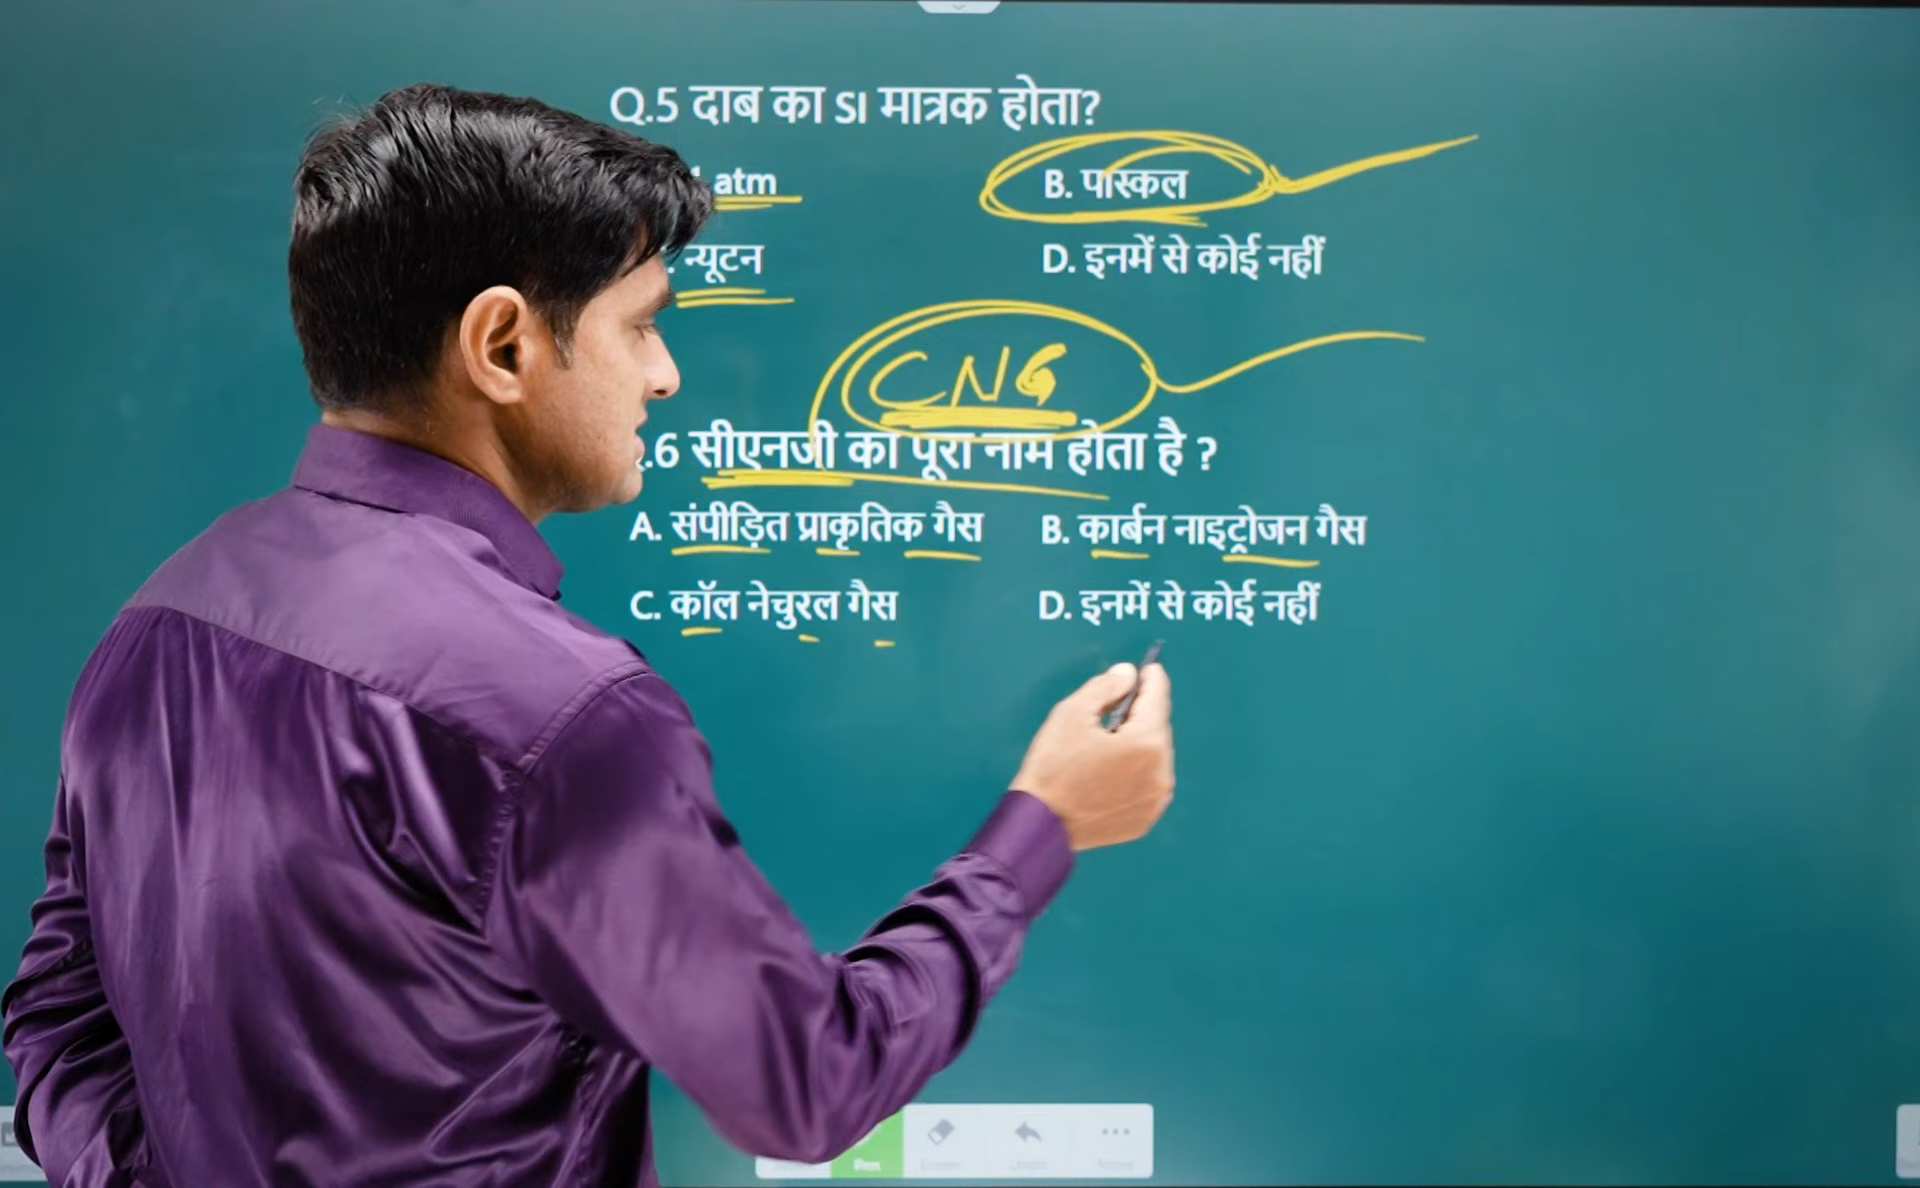 Q.5 दाब का SI मात्रक होता?
atm B. पास्कल
न्यूटन D. इनमें से कोई नहीं
CNG
.6 सीएनजी का पूरा नाम होता है ?
A. संपीड़ित प्राकृतिक गैस B. कार्बन नाइट्रोजन गैस
C. कॉल नेचुरल गैस D. इनमें से कोई नहीं